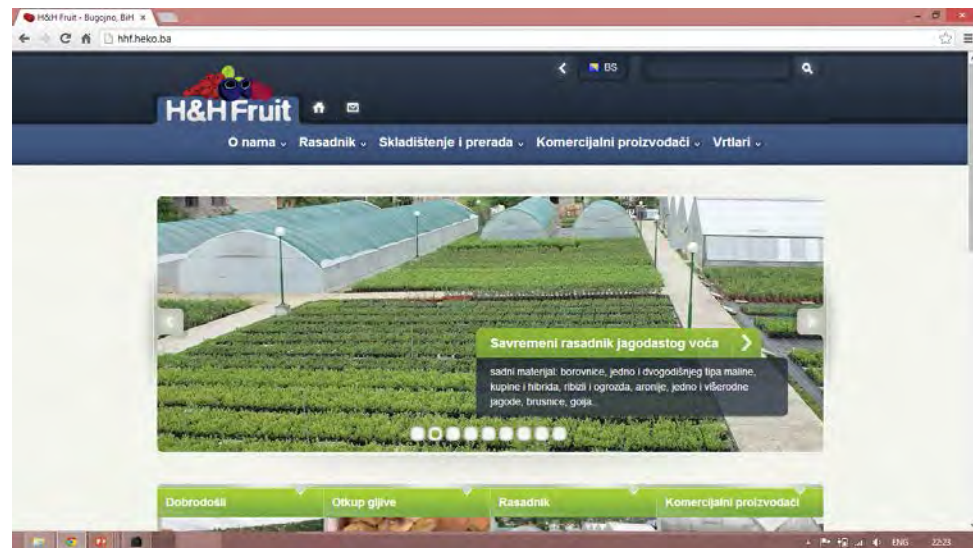 H&H Fruit - Bugojno, BiH
hhf.heko.ba
BS
H&H Fruit
O nama Rasadnik Skladištenje i prerada Komercijalni proizvođači Vrtlari
Savremeni rasadnik jagodastog voća
sadni materijal: borovnice, jedno i dvogodišnjeg tipa maline,
kupine i hibrida, ribizli i ogrozda, aronije, jedno i višerodne
jagode, brusnice, goija...
Dobrodošli Otkup gljive Rasadnik Komercijalni proizvođači
ENG 22:23